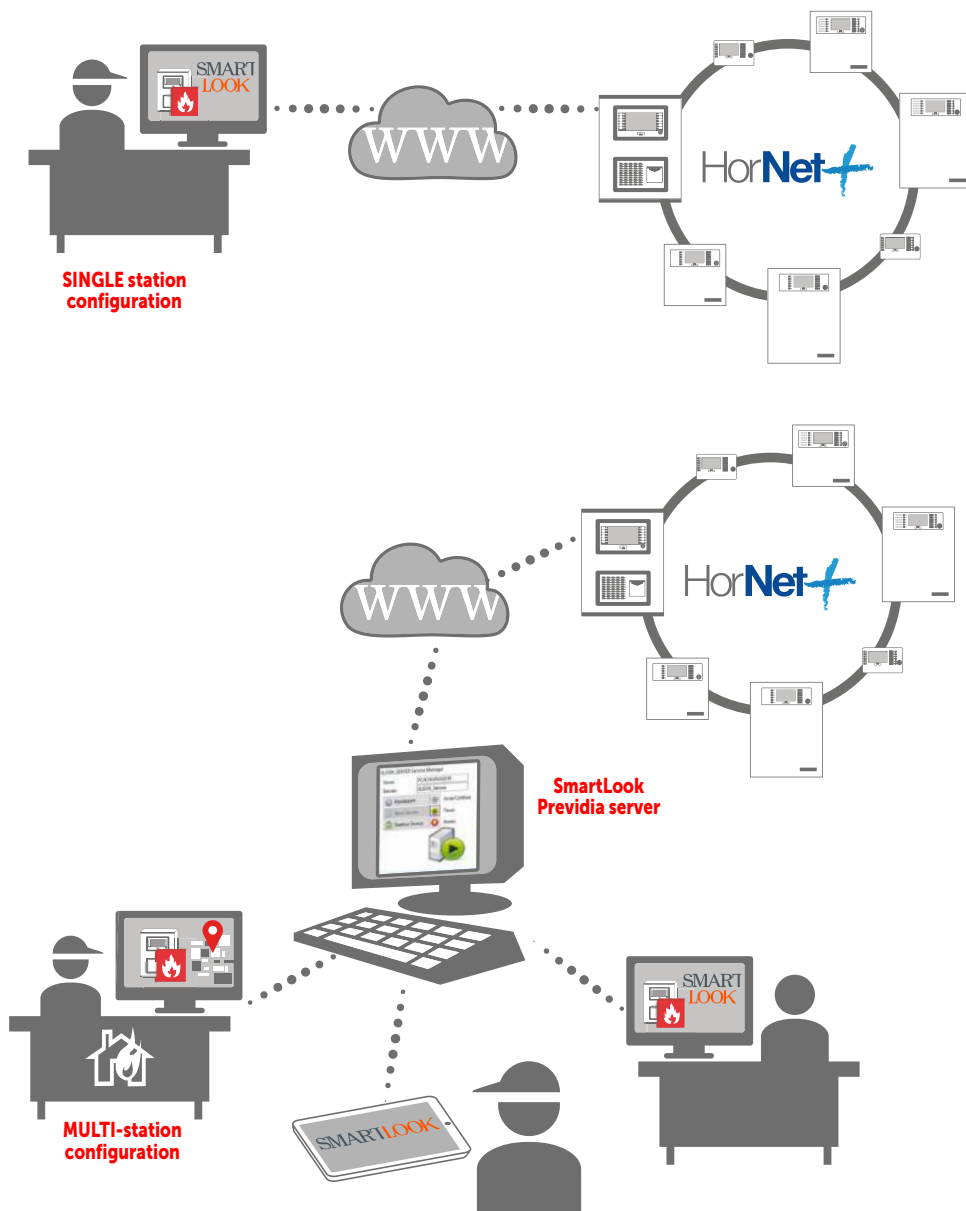 SMART
LOOK
WWW
HorNet+
SINGLE station
configuration
WWW
HorNet+
SmartLook
Previdia server
SMART
LOOK
MULTI-station
configuration
SMARTLOOK